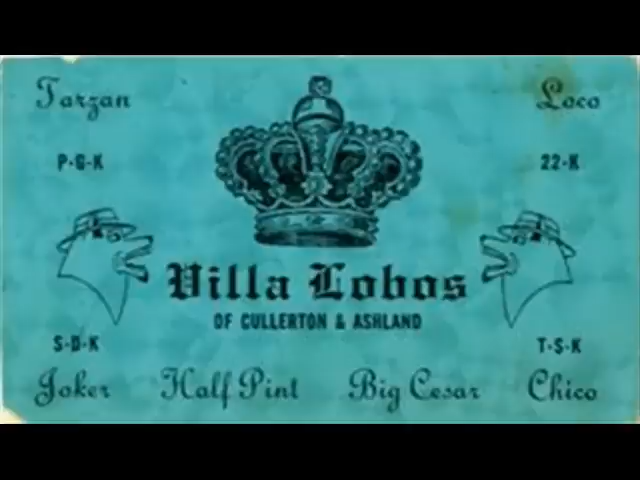 Tarzan Loco
P-G-K 22-K
Villa Lobos
OF CULLERTON & ASHLAND
S-D-K T-S-K
Joker Half Pint Big Cesar Chico